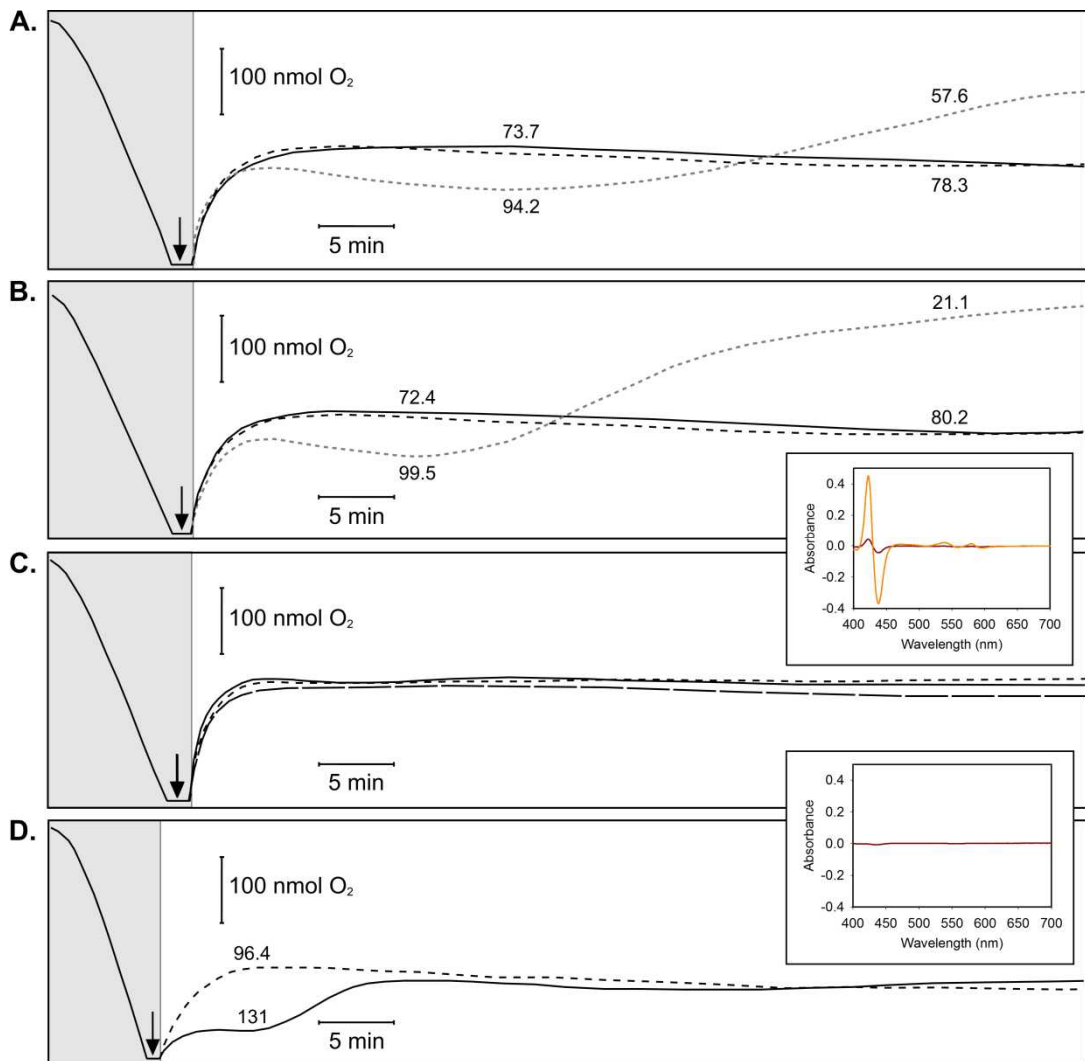 A.
100 nmol O₂
5 min
73.7
94.2
57.6
78.3
B.
100 nmol O₂
5 min
72.4
99.5
21.1
80.2
0.4
0.2
0.0
-0.2
-0.4
Absorbance
400 450 500 550 600 650 700
Wavelength (nm)
C.
100 nmol O₂
5 min
0.4
0.2
0.0
-0.2
-0.4
Absorbance
400 450 500 550 600 650 700
Wavelength (nm)
D.
100 nmol O₂
96.4
131
5 min